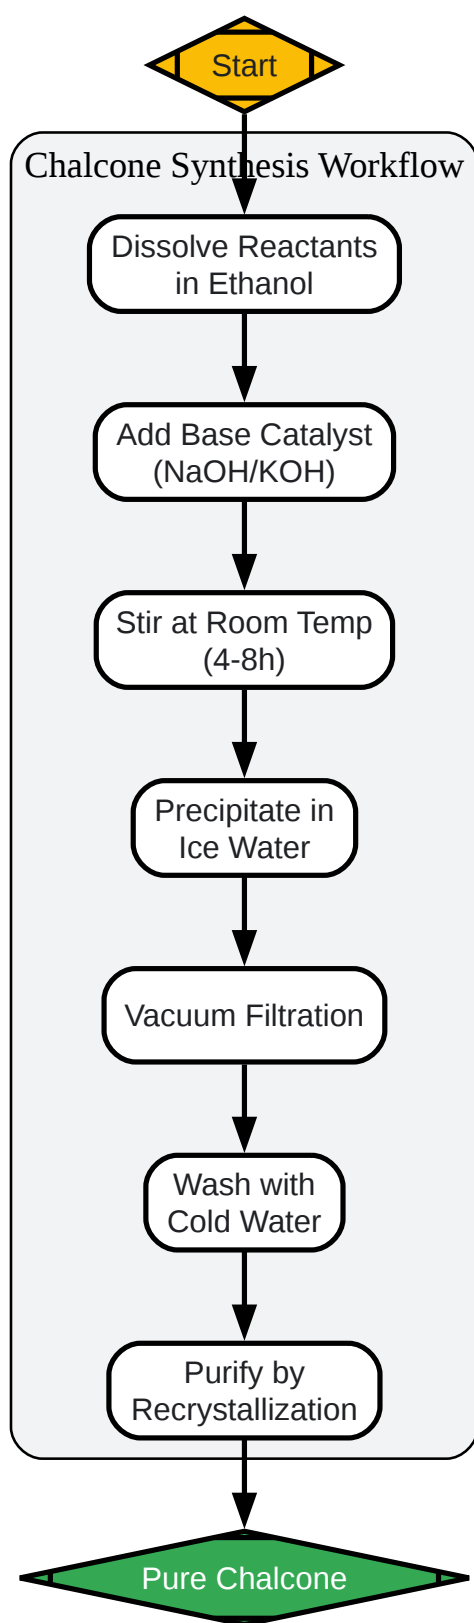 Start
Chalcone Synthesis Workflow
Dissolve Reactants
in Ethanol
Add Base Catalyst
(NaOH/KOH)
Stir at Room Temp
(4-8h)
Precipitate in
Ice Water
Vacuum Filtration
Wash with
Cold Water
Purify by
Recrystallization
Pure Chalcone